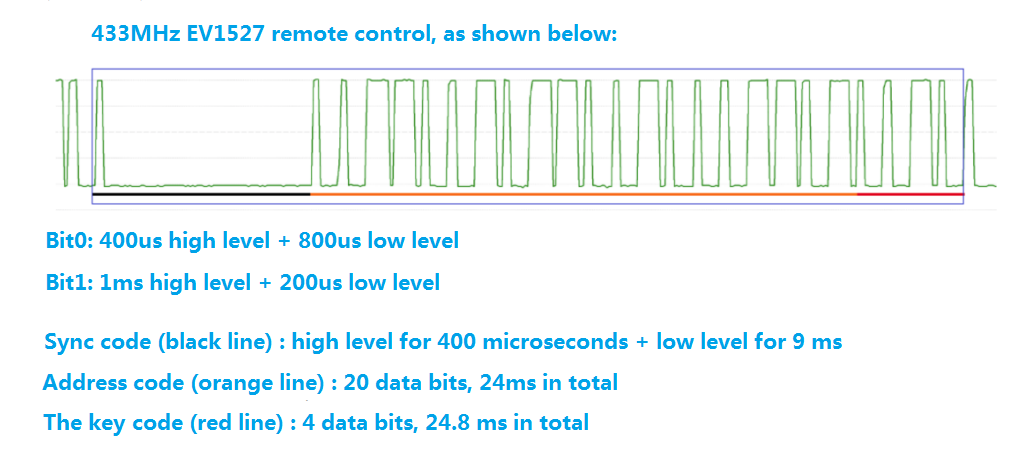 433MHz EV1527 remote control, as shown below:
Bit0: 400us high level + 800us low level
Bit1: 1ms high level + 200us low level
Sync code (black line) : high level for 400 microseconds + low level for 9 ms
Address code (orange line) : 20 data bits, 24ms in total
The key code (red line) : 4 data bits, 24.8 ms in total